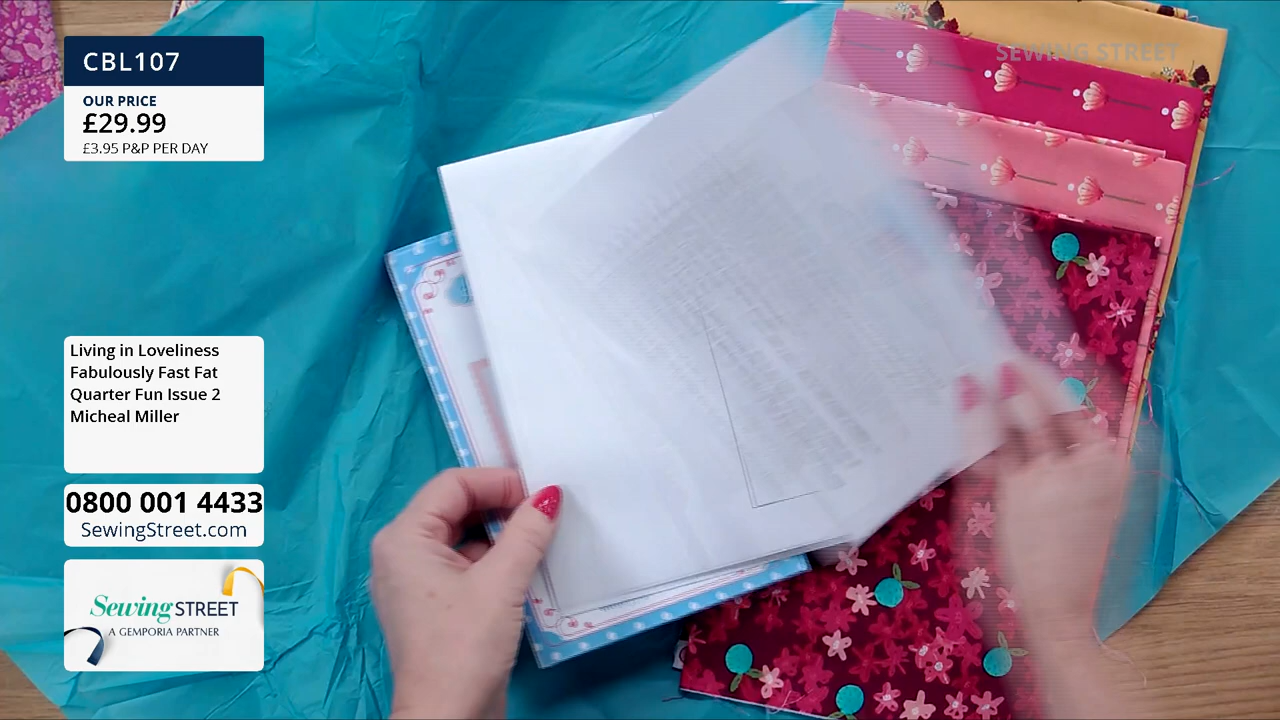 CBL107
OUR PRICE
£29.99
£3.95 P&P PER DAY
SEWING STREET
Living in Loveliness
Fabulously Fast Fat
Quarter Fun Issue 2
Micheal Miller
0800 001 4433
SewingStreet.com
Sewing STREET
A GEMPORIA PARTNER